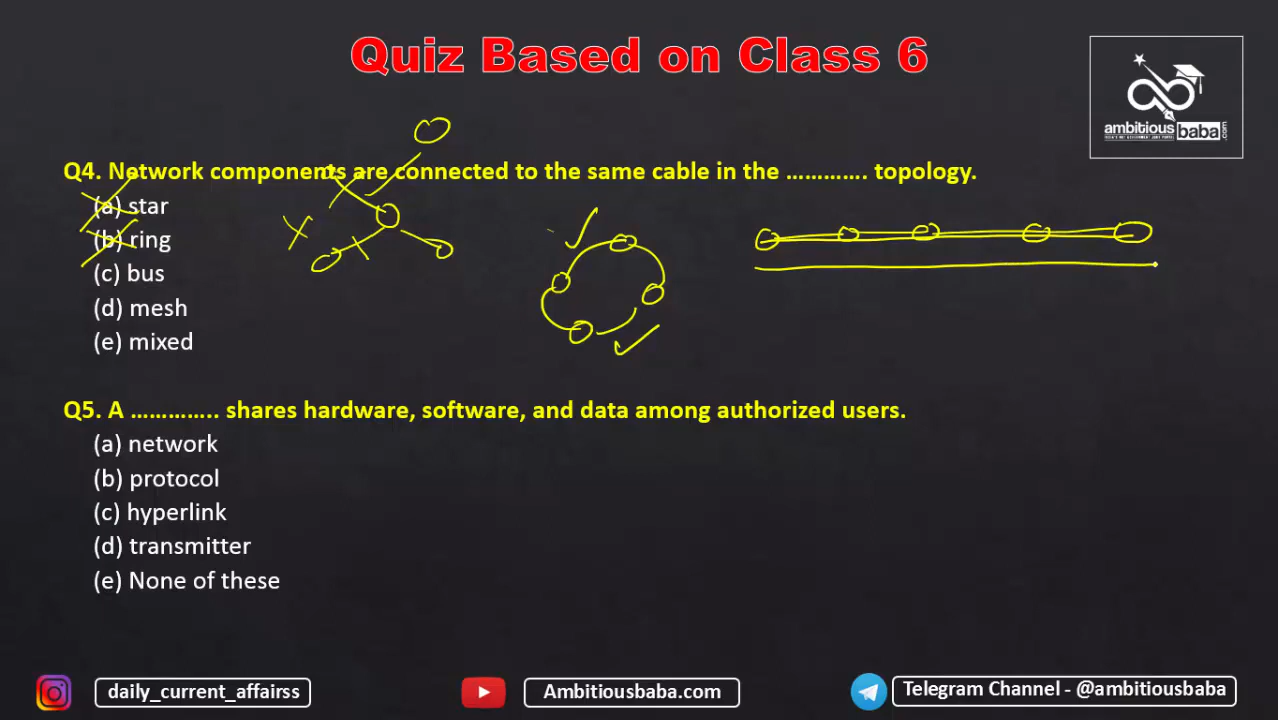 Quiz Based on Class 6
ambitious baba.com
Q4. Network components are connected to the same cable in the …………. topology.
(a) star
(b) ring
(c) bus
(d) mesh
(e) mixed
Q5. A ………….. shares hardware, software, and data among authorized users.
(a) network
(b) protocol
(c) hyperlink
(d) transmitter
(e) None of these
daily_current_affairss
Ambitiousbaba.com
Telegram Channel - @ambitiousbaba